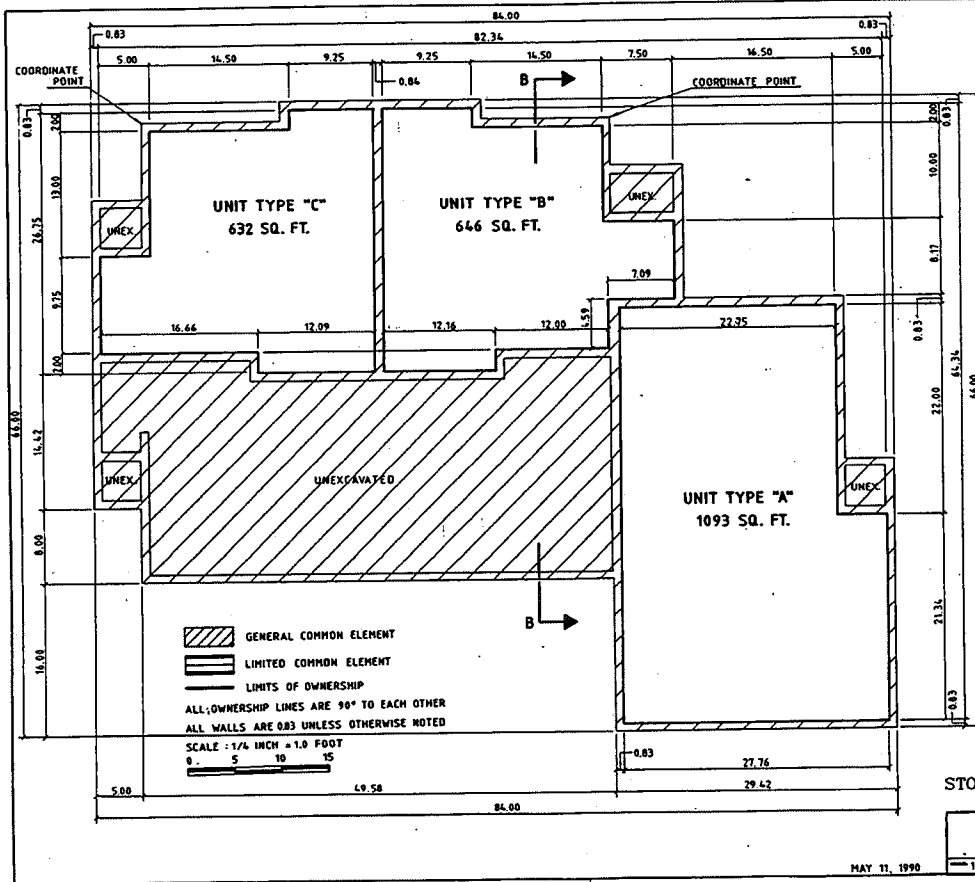 84.00
0.83
82.34
0.83
5.00
14.50
9.25
9.25
14.50
7.50
16.50
5.00
0.84
COORDINATE
POINT
B
COORDINATE POINT
0.83
2.00
2.00
0.83
13.00
10.00
26.75
UNIT TYPE "C"
632 SQ. FT.
UNIT TYPE "B"
646 SQ. FT.
UNEX.
UNEX
8.17
9.75
7.09
16.66
12.09
12.16
12.00
4.59
22.75
0.83
2.00
64.34
66.00
66.00
22.00
14.42
UNEX.
UNEXCAVATED
UNEX.
UNIT TYPE "A"
1093 SQ. FT.
8.00
21.34
B
16.00
GENERAL COMMON ELEMENT
LIMITED COMMON ELEMENT
LIMITS OF OWNERSHIP
ALL OWNERSHIP LINES ARE 90° TO EACH OTHER
ALL WALLS ARE 0.83 UNLESS OTHERWISE NOTED
SCALE : 1/4 INCH = 1.0 FOOT
0 5 10 15
0.83
0.83
27.76
5.00
49.58
29.42
84.00
STO
MAY 11, 1990
1